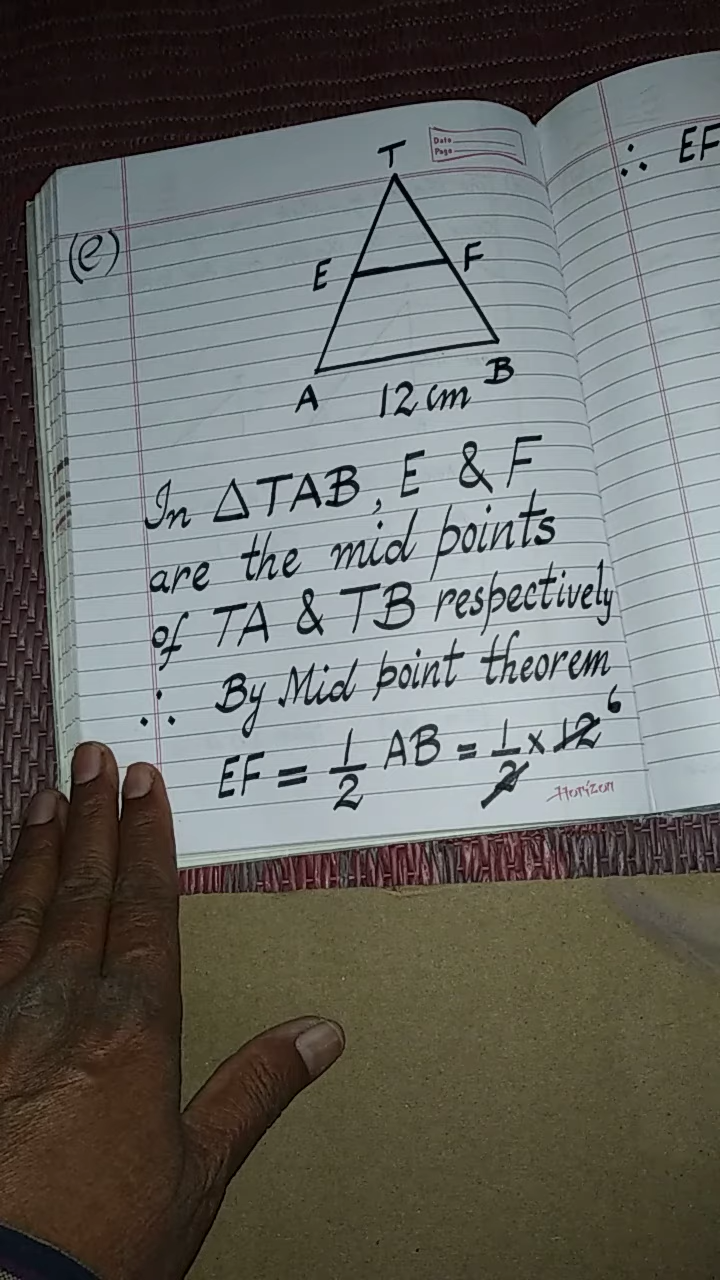 Date
Page
(e)
T
E
F
A
B
12 cm
In △TAB, E & F
are the mid points
of TA & TB respectively
∴ By Mid point theorem
EF = 1/2 AB = 1/2 x 12 6
Horizon
∴ EF